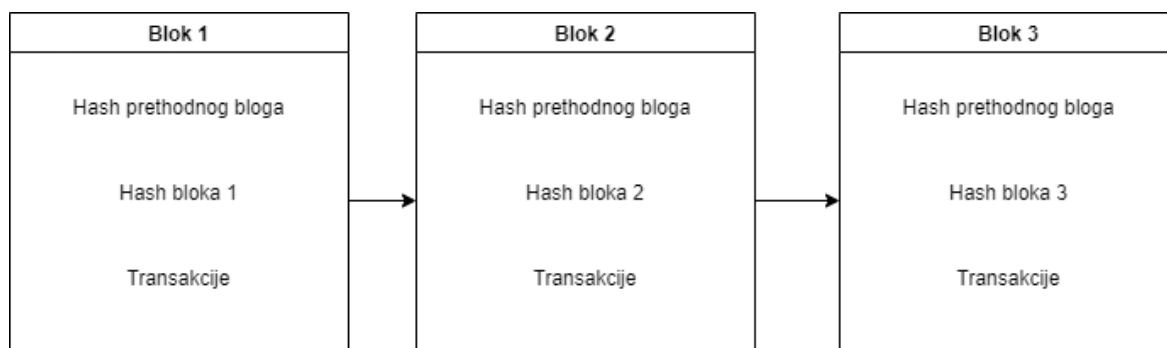 Blok 1
Hash prethodnog bloga
Hash bloka 1
Transakcije
Blok 2
Hash prethodnog bloga
Hash bloka 2
Transakcije
Blok 3
Hash prethodnog bloga
Hash bloka 3
Transakcije